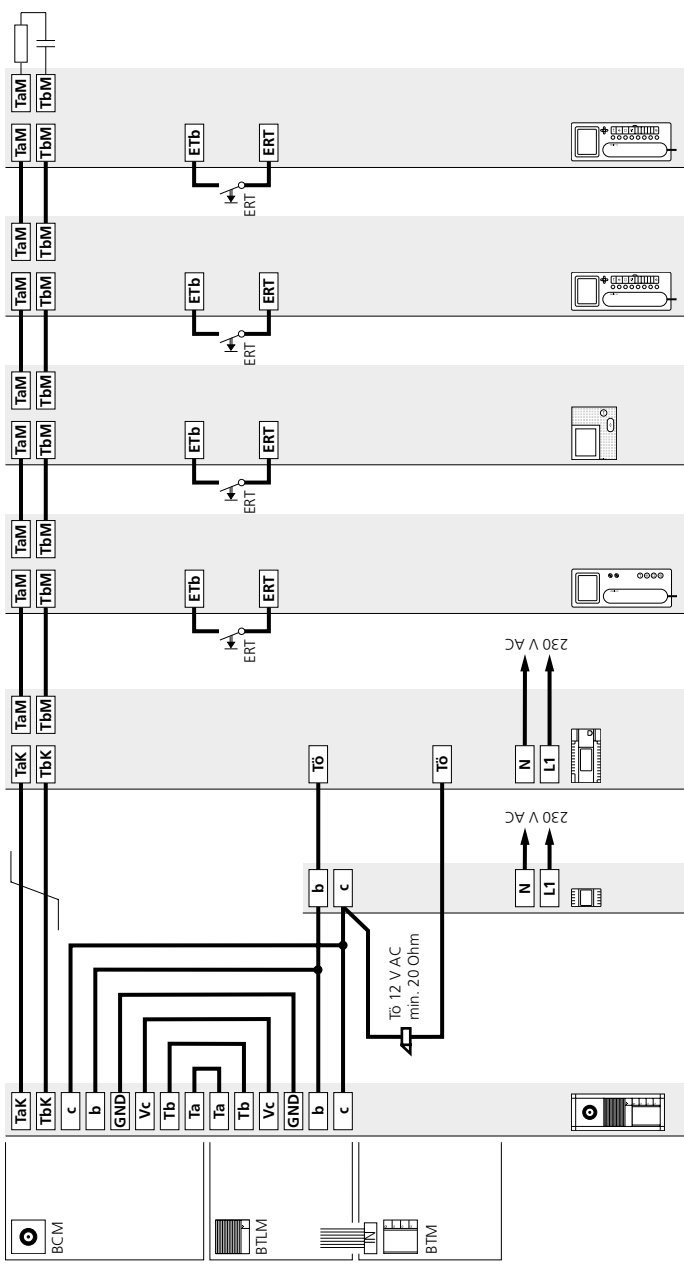 TaK TaK TaM TaM TaM TaM TaM TaM TaM TaM TaM
TbK TbK TbM TbM TbM TbM TbM TbM TbM TbM TbM
BCM
c
b
GND
Vc
Tb
Ta ETb ETb ETb ETb
Ta
Tb
ERT ERT ERT ERT
BTLM
Vc ERT ERT ERT ERT
GND
b b Tö
c c
IN
Tö 12 V AC
min. 20 Ohm
BTM
Tö
N N
L1 L1
230 V AC 230 V AC